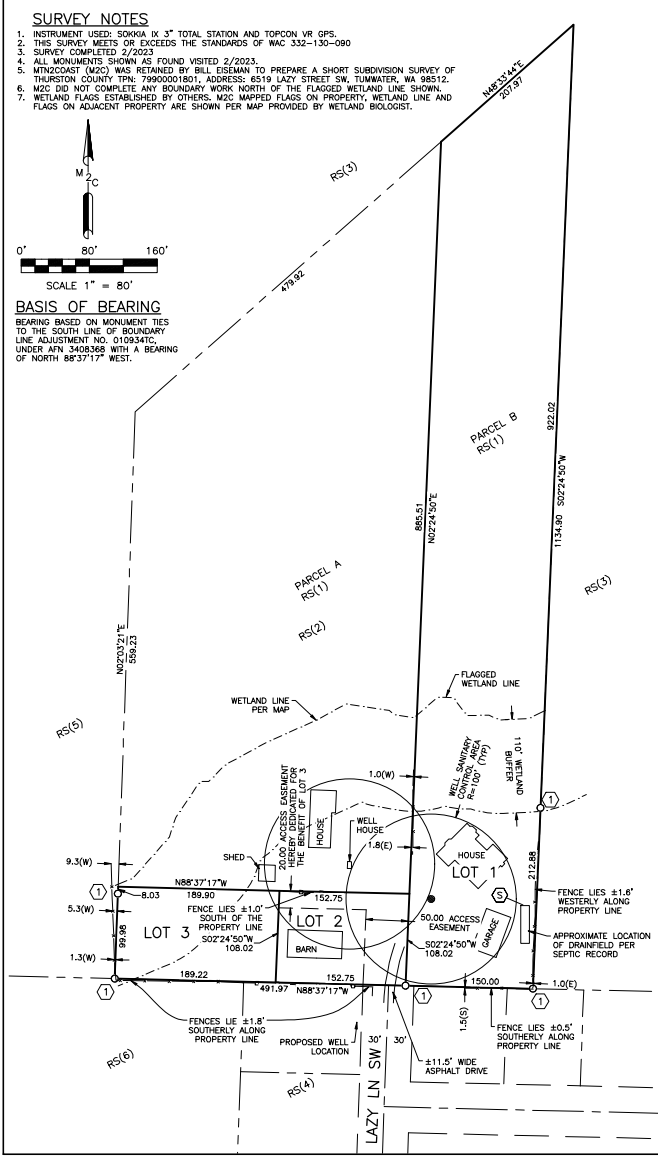 SURVEY NOTES
1. INSTRUMENT USED: SOKKIA IX 3" TOTAL STATION AND TOPCON VR GPS.
2. THIS SURVEY MEETS OR EXCEEDS THE STANDARDS OF WAC 332-130-090
3. SURVEY COMPLETED 2/2023
4. ALL MONUMENTS SHOWN AS FOUND VISITED 2/2023.
5. MTN2COAST (M2C) WAS RETAINED BY BILL EISEMAN TO PREPARE A SHORT SUBDIVISION SURVEY OF
THURSTON COUNTY TPN: 79900001801, ADDRESS: 6519 LAZY STREET SW, TUMWATER, WA 98512.
6. M2C DID NOT COMPLETE ANY BOUNDARY WORK NORTH OF THE FLAGGED WETLAND LINE SHOWN.
7. WETLAND FLAGS ESTABLISHED BY OTHERS. M2C MAPPED FLAGS ON PROPERTY, WETLAND LINE AND
FLAGS ON ADJACENT PROPERTY ARE SHOWN PER MAP PROVIDED BY WETLAND BIOLOGIST.
N48°33'44"E
207.97
RS(3)
M2C
0' 80' 160'
SCALE 1" = 80'
479.92
BASIS OF BEARING
BEARING BASED ON MONUMENT TIES
TO THE SOUTH LINE OF BOUNDARY
LINE ADJUSTMENT NO. 010934TC,
UNDER AFN 3408368 WITH A BEARING
OF NORTH 88°37'17" WEST.
PARCEL B
RS(1)
922.02
885.51
N02°24'50"E
1134.90 S02°24'50"W
PARCEL A
RS(1)
RS(2)
RS(3)
N02°03'21"E
559.23
FLAGGED
WETLAND LINE
WETLAND LINE
PER MAP
RS(5)
110' WETLAND
BUFFER
WELL SANITARY
CONTROL AREA
R=100' (TYP)
20.00 ACCESS EASEMENT
HEREBY DEDICATED FOR
THE BENEFIT OF LOT 3
1.0(W)
1
HOUSE
WELL
HOUSE
1.8(E)
HOUSE
LOT 1
SHED
9.3(W)
212.88
1
8.03
N88°37'17"W
189.90
152.75
S
FENCE LIES ±1.6'
WESTERLY ALONG
PROPERTY LINE
5.3(W)
FENCE LIES ±1.0'
SOUTH OF THE
PROPERTY LINE
50.00 ACCESS
EASEMENT
LOT 3
99.98
LOT 2
GARAGE
APPROXIMATE LOCATION
OF DRAINFIELD PER
SEPTIC RECORD
S02°24'50"W
108.02
BARN
S02°24'50"W
108.02
1.3(W)
1
189.22
152.75
150.00
491.97 N88°37'17"W
1
1.0(E)
1
FENCES LIE ±1.8'
SOUTHERLY ALONG
PROPERTY LINE
1.5(S)
FENCE LIES ±0.5'
SOUTHERLY ALONG
PROPERTY LINE
PROPOSED WELL
LOCATION
30' 30'
±11.5' WIDE
ASPHALT DRIVE
RS(6)
RS(4)
LAZY LN SW